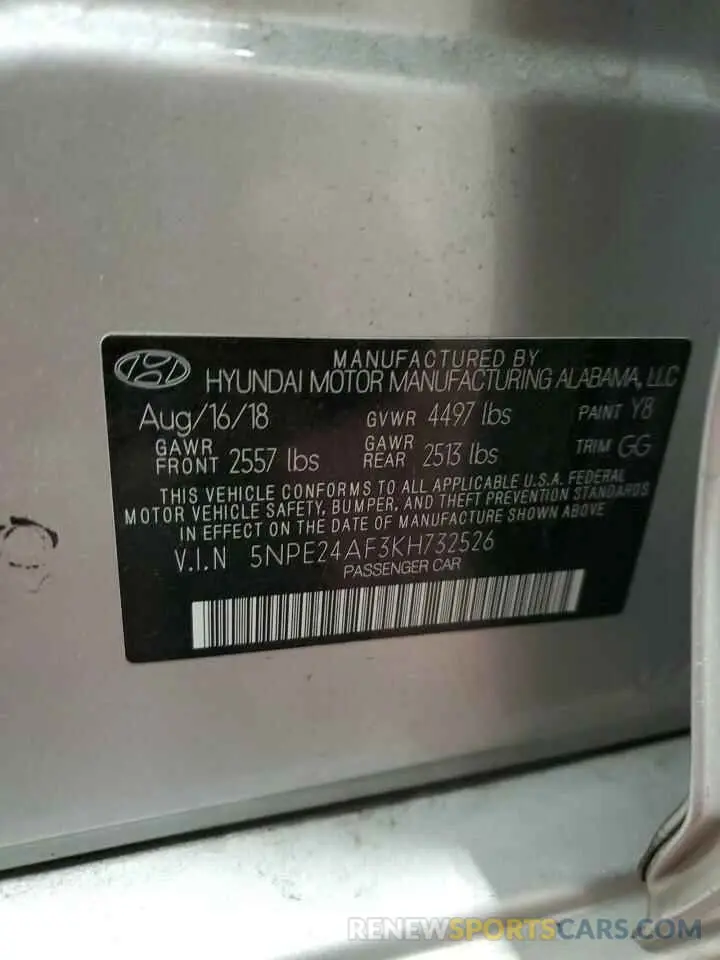 MANUFACTURED BY
HYUNDAI MOTOR MANUFACTURING ALABAMA, LLC
Aug/16/18 GVWR 4497 lbs PAINT Y8
GAWR FRONT 2557 lbs GAWR REAR 2513 lbs TRIM GG
THIS VEHICLE CONFORMS TO ALL APPLICABLE U.S.A. FEDERAL
MOTOR VEHICLE SAFETY, BUMPER, AND THEFT PREVENTION STANDARDS
IN EFFECT ON THE DATE OF MANUFACTURE SHOWN ABOVE.
V.I.N 5NPE24AF3KH732526
PASSENGER CAR
RENEWSPORTSCARS.COM